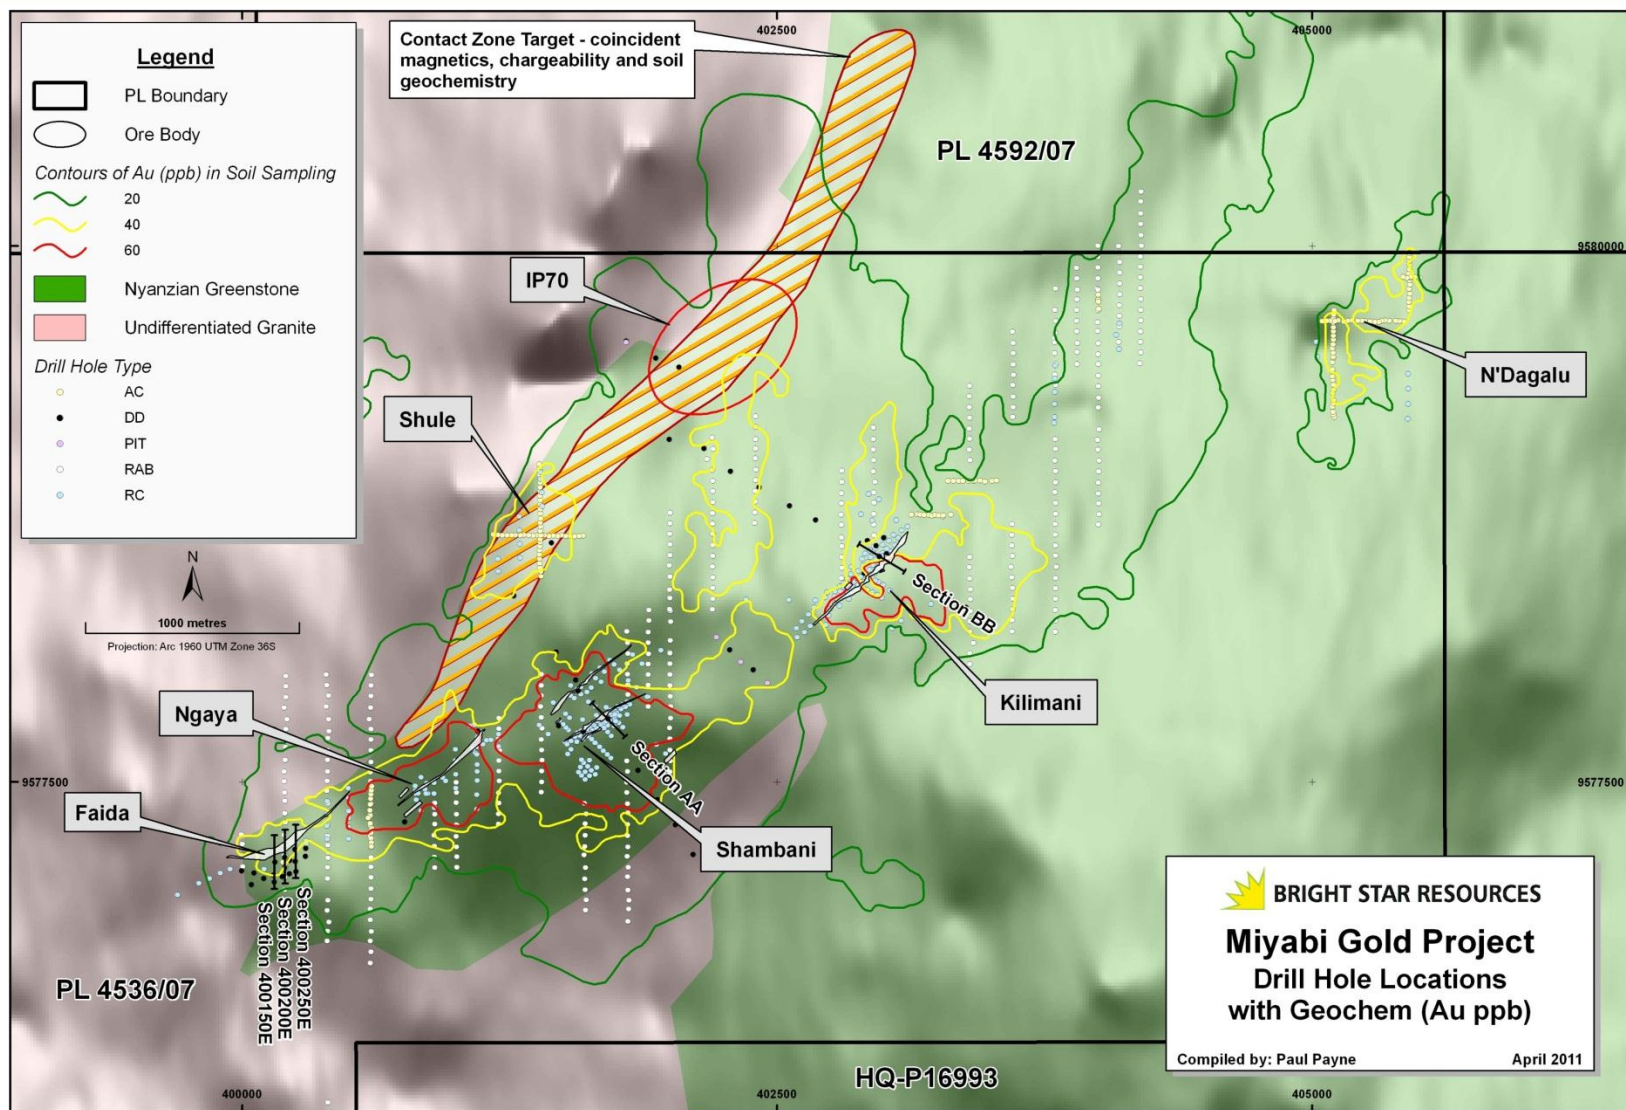 402500
405000
Legend
PL Boundary
Ore Body
Contours of Au (ppb) in Soil Sampling
20
40
60
Nyanzian Greenstone
Undifferentiated Granite
Drill Hole Type
AC
DD
PIT
RAB
RC
Contact Zone Target - coincident
magnetics, chargeability and soil
geochemistry
PL 4592/07
9580000
IP70
N'Dagalu
Shule
N
1000 metres
Projection: Arc 1960 UTM Zone 36S
Section BB
Kilimani
Ngaya
Section AA
9577500
9577500
Faida
Shambani
Section 400250E
Section 400200E
Section 400150E
PL 4536/07
HQ-P16993
BRIGHT STAR RESOURCES
Miyabi Gold Project
Drill Hole Locations
with Geochem (Au ppb)
Compiled by: Paul Payne
April 2011
400000
402500
405000